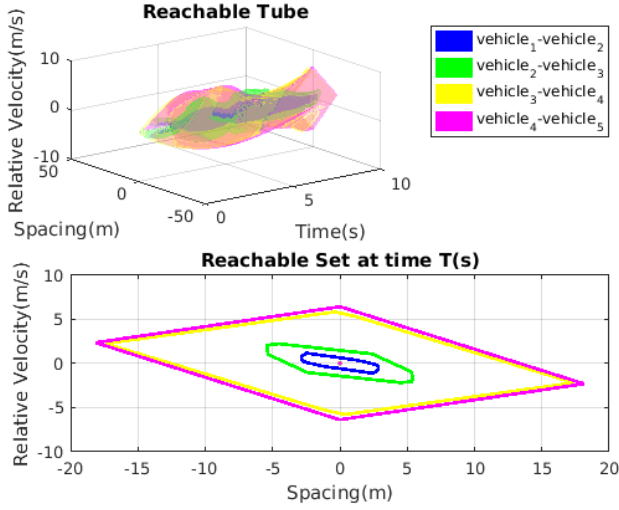 Reachable Tube
Relative Velocity(m/s)
10
0
-10
50
0
-50
Spacing(m)
0
5
10
Time(s)
vehicle₁-vehicle₂
vehicle₂-vehicle₃
vehicle₃-vehicle₄
vehicle₄-vehicle₅
Reachable Set at time T(s)
Relative Velocity(m/s)
10
5
0
-5
-10
-20
-15
-10
-5
0
5
10
15
20
Spacing(m)